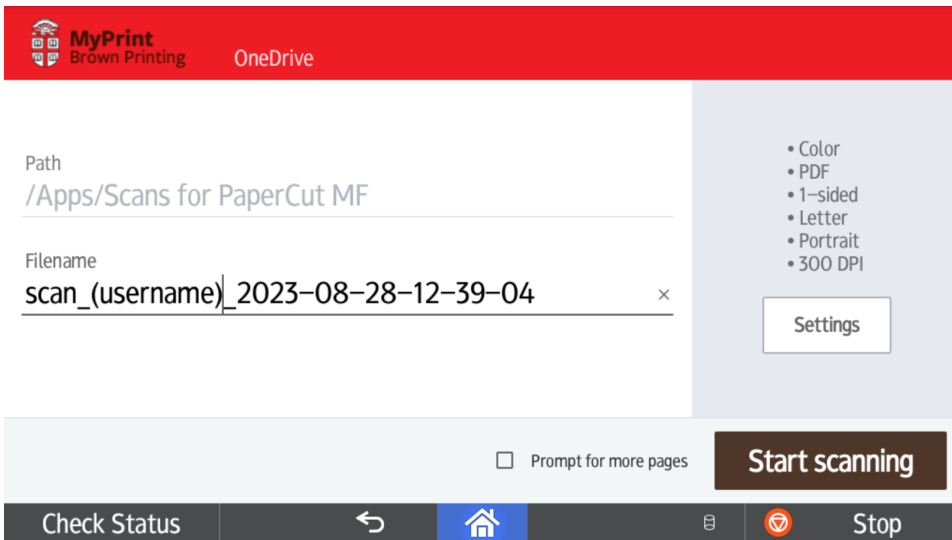 MyPrint
Brown Printing
OneDrive
Path
/Apps/Scans for PaperCut MF
Filename
scan_(username)_2023-08-28-12-39-04
×
• Color
• PDF
• 1-sided
• Letter
• Portrait
• 300 DPI
Settings
Prompt for more pages
Start scanning
Check Status
Stop